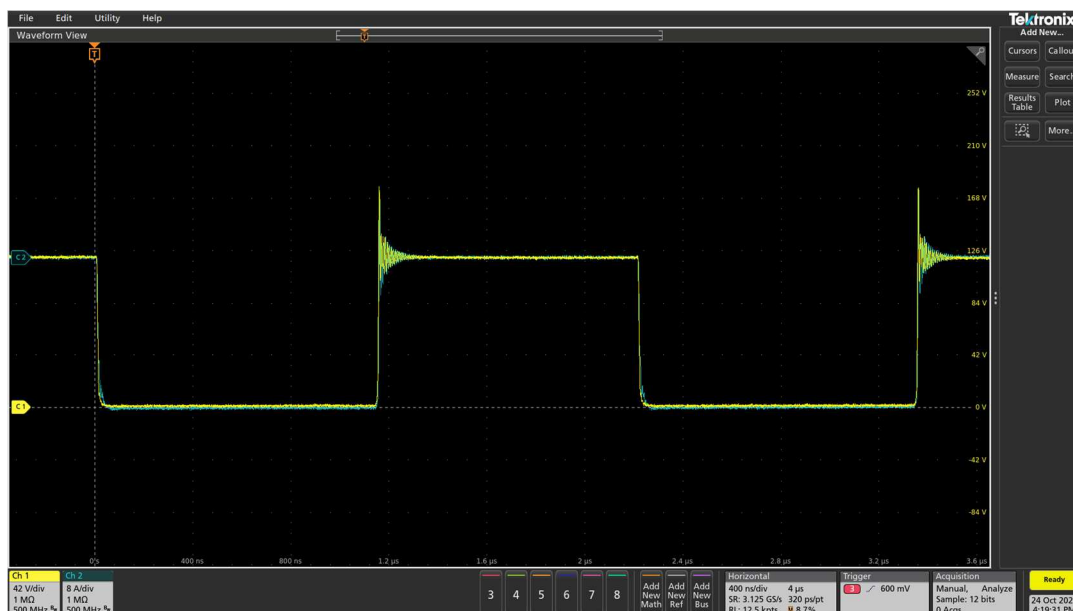 File Edit Utility Help
Tektronix
Waveform View
Add New...
T
T
Cursors
Measure Search
Results
Table
Plot
More...
252 V
210 V
168 V
126 V
84 V
42 V
0 V
-42 V
-84 V
C 2
C 1
0 s 400 ns 800 ns 1.2 µs 1.6 µs 2 µs 2.4 µs 2.8 µs 3.2 µs 3.6 µs
Ch 1
42 V/div
1 MΩ
500 MHz
Ch 2
8 A/div
1 MΩ
500 MHz
3 4 5 6 7 8
Add
New
Math
Add
New
Ref
Add
New
Bus
Horizontal
400 ns/div 4 µs
SR: 3.125 GS/s 320 ps/pt
RL: 12.5 kpts 8.7%
Trigger
3 600 mV
Acquisition
Manual, Analyze
Sample: 12 bits
0 Acqs
Ready
24 Oct 202